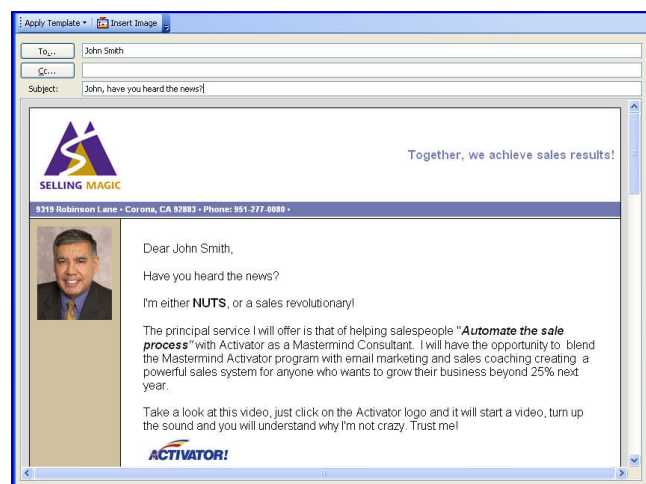 Apply Template
Insert Image
To...
John Smith
Cc...
Subject:
John, have you heard the news?
Together, we achieve sales results!
SELLING MAGIC
9319 Robinson Lane • Corona, CA 92883 • Phone: 951-277-0080 •
Dear John Smith,
Have you heard the news?
I'm either NUTS, or a sales revolutionary!
The principal service I will offer is that of helping salespeople "Automate the sale
process" with Activator as a Mastermind Consultant. I will have the opportunity to blend
the Mastermind Activator program with email marketing and sales coaching creating a
powerful sales system for anyone who wants to grow their business beyond 25% next
year.
Take a look at this video, just click on the Activator logo and it will start a video, turn up
the sound and you will understand why I'm not crazy. Trust me!
ACTIVATOR!